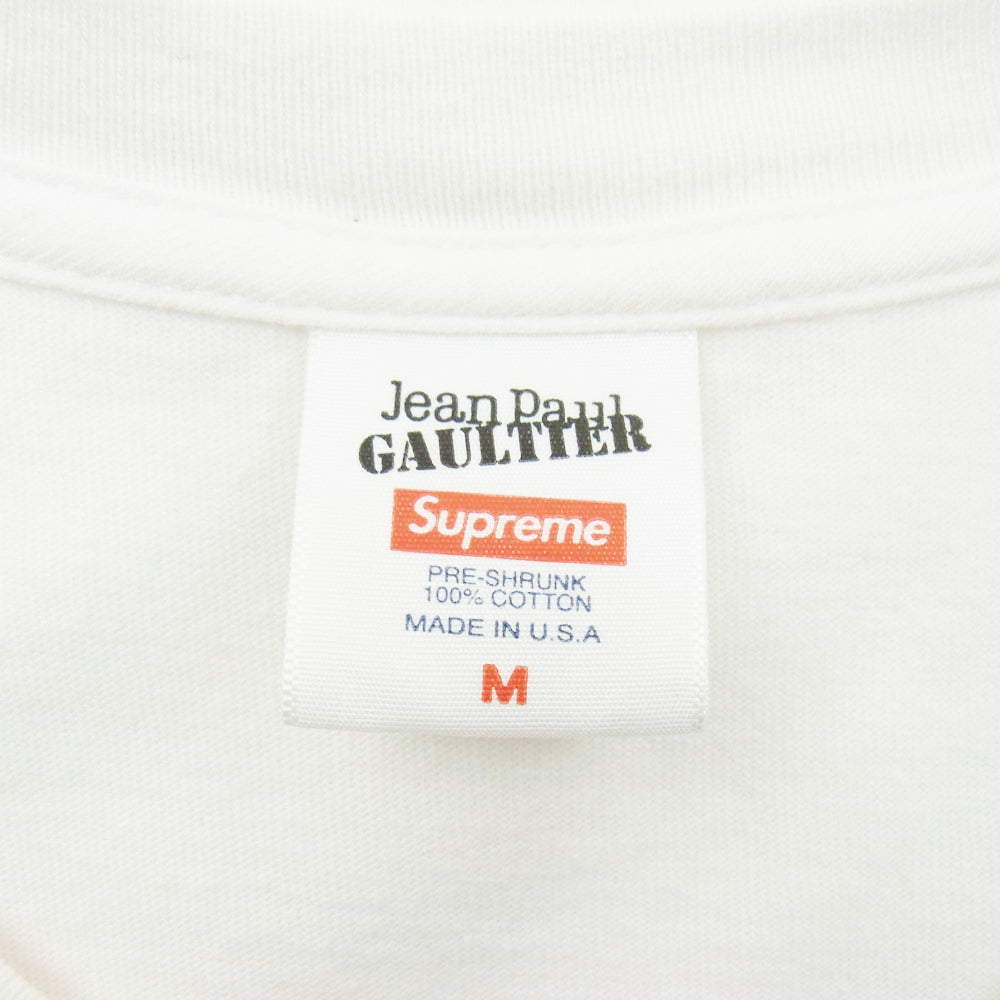 Jean Paul
GAULTIER
Supreme
PRE-SHRUNK
100% COTTON
MADE IN U.S.A
M